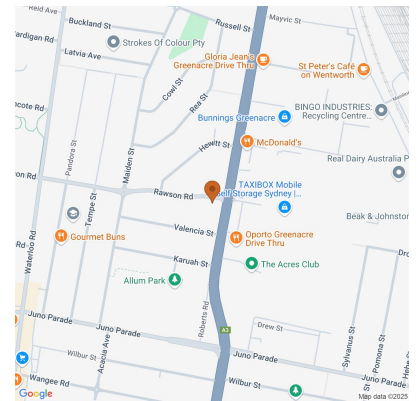 Reid Ave
Mayvic St
Buckland St
Russell St
Cardigan Rd
Strokes Of Colour Pty
Latvia Ave
Gloria Jean's
Greenacre Drive Thru
St Peter's Café
on Wentworth
Cowl St
Rea St
Bunnings Greenacre
BINGO INDUSTRIES:
Recycling Centre...
Pandora St
Maiden St
Hewitt St
McDonald's
Real Dairy Australia P
Rawson Rd
TAXIBOX Mobile
Self Storage Sydney |...
Tempe St
Beak & Johnston
Waterloo Rd
Gourmet Buns
Valencia St
Oporto Greenacre
Drive Thru
Karuah St
The Acres Club
Allum Park
Roberts Rd
Juno Parade
Juno Parade
A3
Drew St
Sylvanus St
Pomona St
Acacia Ave
Wilbur St
Juno Parade
Wangee Rd
Wilbur St
Google
Map data ©2025